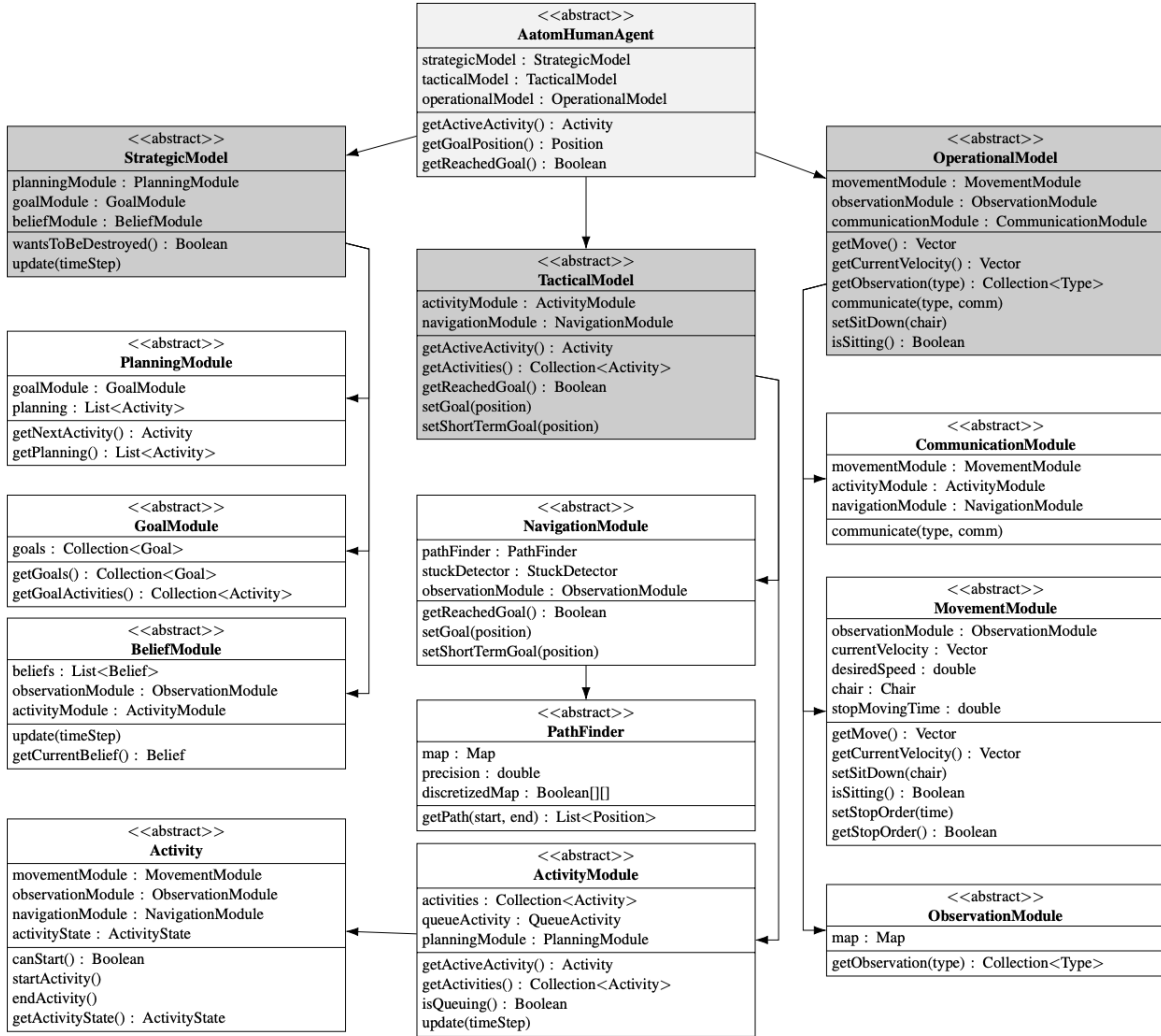 <<abstract>>
AatomHumanAgent
strategicModel : StrategicModel
tacticalModel : TacticalModel
operationalModel : OperationalModel
getActiveActivity() : Activity
getGoalPosition() : Position
getReachedGoal() : Boolean
<<abstract>>
StrategicModel
planningModule : PlanningModule
goalModule : GoalModule
beliefModule : BeliefModule
wantsToBeDestroyed() : Boolean
update(timeStep)
<<abstract>>
OperationalModel
movementModule : MovementModule
observationModule : ObservationModule
communicationModule : CommunicationModule
getMove() : Vector
getCurrentVelocity() : Vector
getObservation(type) : Collection<Type>
communicate(type, comm)
setSitDown(chair)
isSitting() : Boolean
<<abstract>>
TacticalModel
activityModule : ActivityModule
navigationModule : NavigationModule
getActiveActivity() : Activity
getActivities() : Collection<Activity>
getReachedGoal() : Boolean
setGoal(position)
setShortTermGoal(position)
<<abstract>>
PlanningModule
goalModule : GoalModule
planning : List<Activity>
getNextActivity() : Activity
getPlanning() : List<Activity>
<<abstract>>
CommunicationModule
movementModule : MovementModule
activityModule : ActivityModule
navigationModule : NavigationModule
communicate(type, comm)
<<abstract>>
GoalModule
goals : Collection<Goal>
getGoals() : Collection<Goal>
getGoalActivities() : Collection<Activity>
<<abstract>>
NavigationModule
pathFinder : PathFinder
stuckDetector : StuckDetector
observationModule : ObservationModule
getReachedGoal() : Boolean
setGoal(position)
setShortTermGoal(position)
<<abstract>>
MovementModule
observationModule : ObservationModule
currentVelocity : Vector
desiredSpeed : double
chair : Chair
stopMovingTime : double
getMove() : Vector
getCurrentVelocity() : Vector
setSitDown(chair)
isSitting() : Boolean
setStopOrder(time)
getStopOrder() : Boolean
<<abstract>>
BeliefModule
beliefs : List<Belief>
observationModule : ObservationModule
activityModule : ActivityModule
update(timeStep)
getCurrentBelief() : Belief
<<abstract>>
PathFinder
map : Map
precision : double
discretizedMap : Boolean[][]
getPath(start, end) : List<Position>
<<abstract>>
Activity
movementModule : MovementModule
observationModule : ObservationModule
navigationModule : NavigationModule
activityState : ActivityState
canStart() : Boolean
startActivity()
endActivity()
getActivityState() : ActivityState
<<abstract>>
ActivityModule
activities : Collection<Activity>
queueActivity : QueueActivity
planningModule : PlanningModule
getActiveActivity() : Activity
getActivities() : Collection<Activity>
isQueuing() : Boolean
update(timeStep)
<<abstract>>
ObservationModule
map : Map
getObservation(type) : Collection<Type>